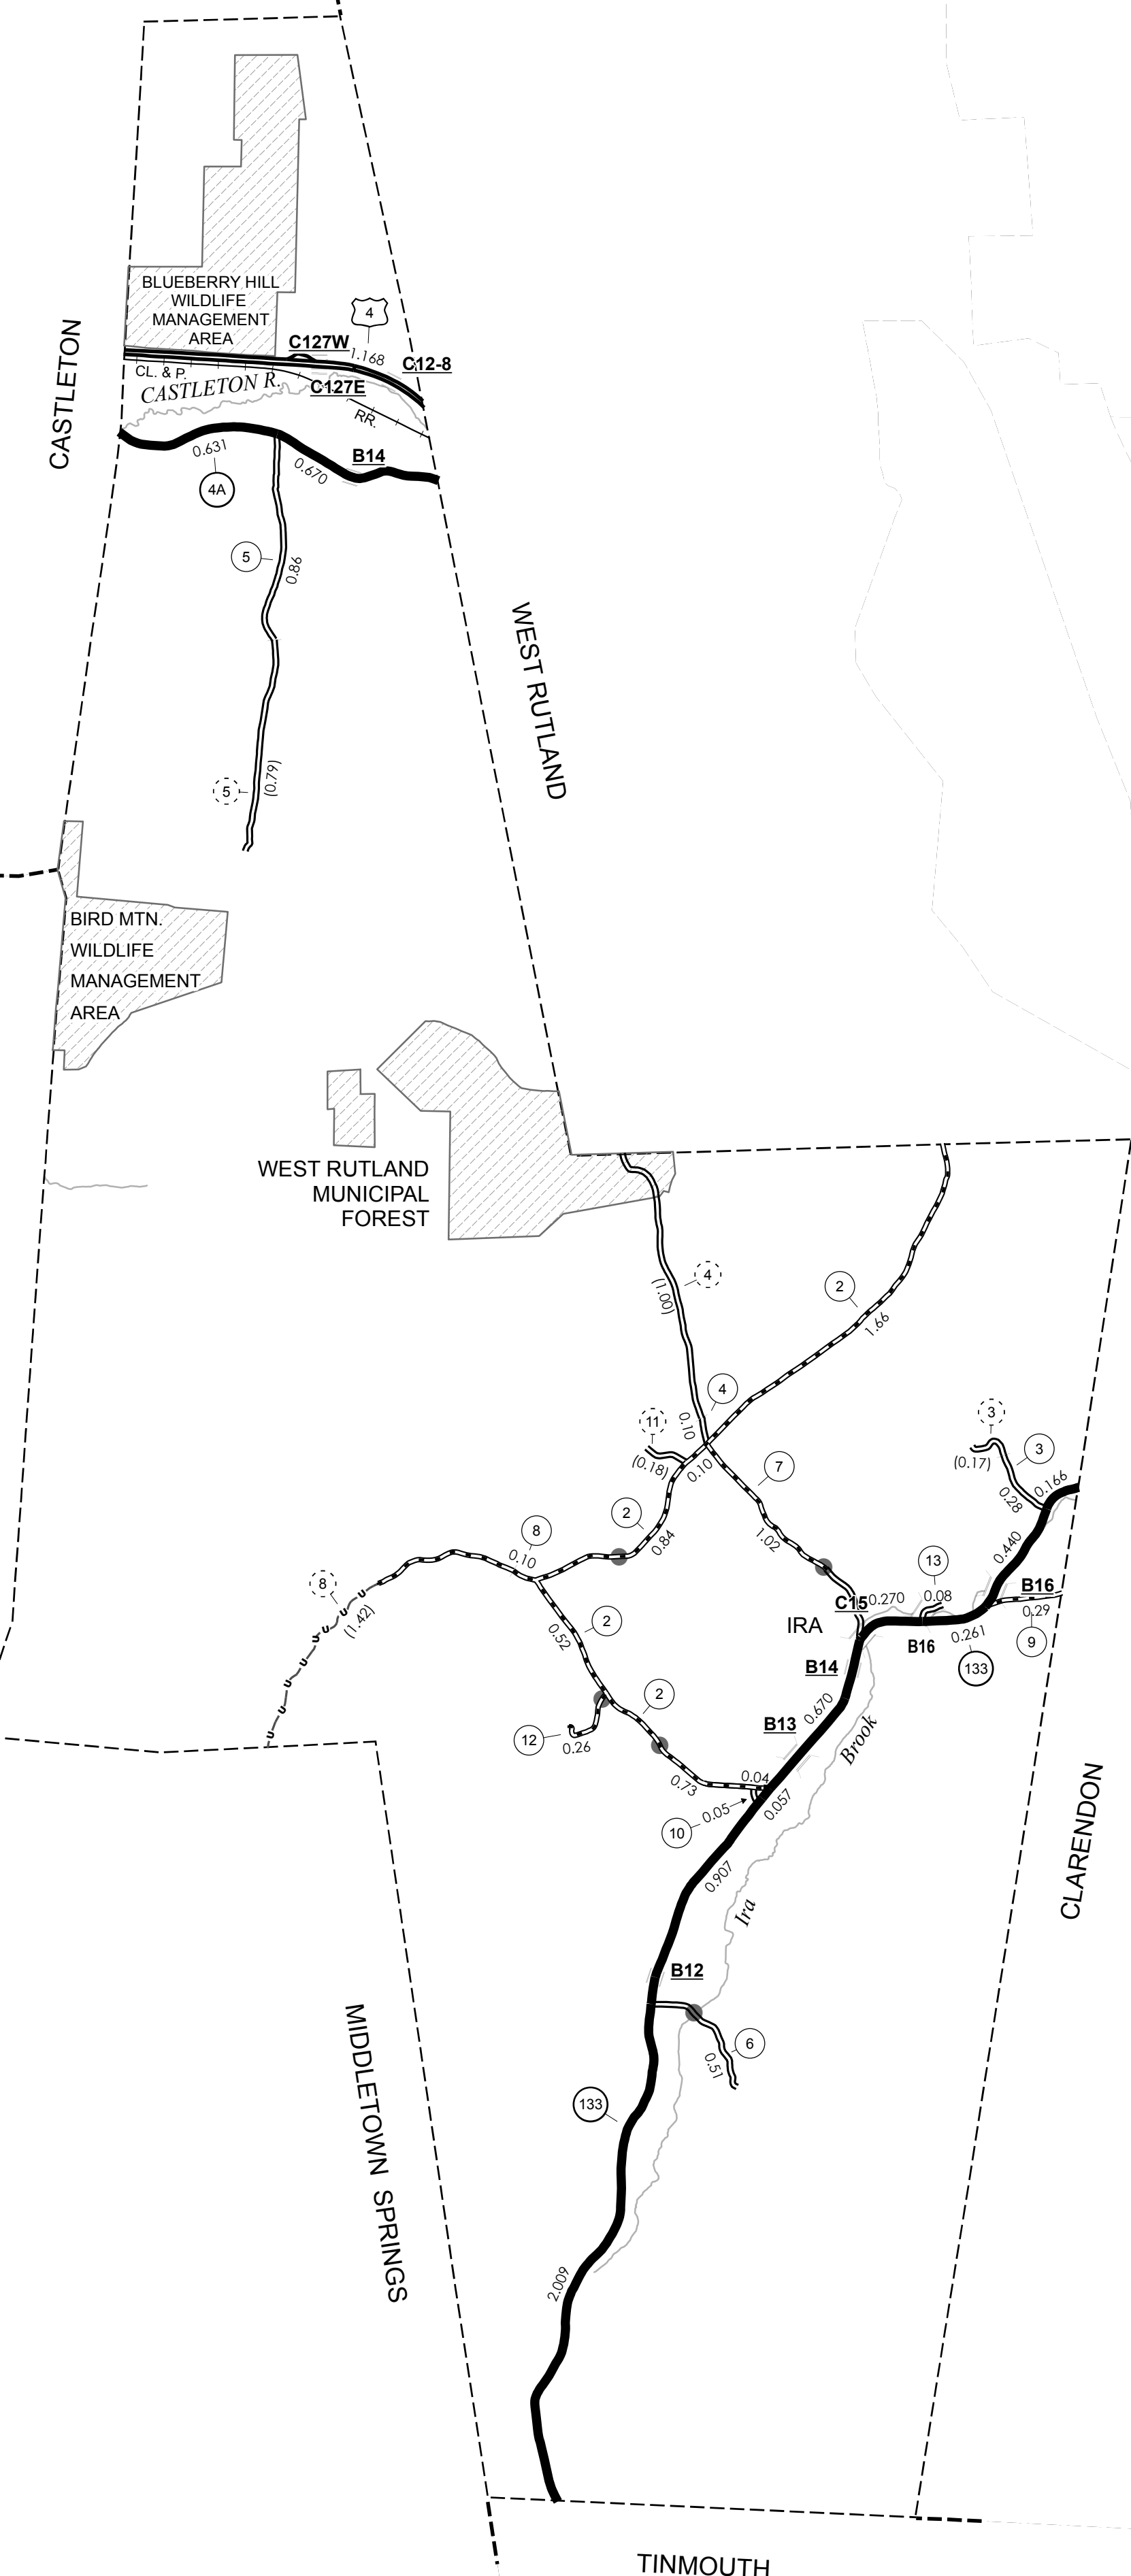 BLUEBERRY HILL
WILDLIFE
MANAGEMENT
AREA
4
C127W
1.168
C12-8
CL. & P.
CASTLETON R.
C127E
RR.
CASTLETON
0.631
4A
0.670
B14
5
0.86
WEST RUTLAND
5
(0.79)
BIRD MTN.
WILDLIFE
MANAGEMENT
AREA
WEST RUTLAND
MUNICIPAL
FOREST
4
(1.00)
2
1.66
4
0.10
11
(0.18)
0.10
7
3
(0.17)
3
0.28
0.166
2
0.84
1.02
8
0.10
0.440
13
8
(1.42)
C15
0.270
0.08
B16
0.29
2
0.52
IRA
B16
0.261
9
133
B14
2
0.670
B13
12
0.26
Brook
0.73
0.04
0.05
0.057
10
CLARENDON
0.907
Ira
B12
6
0.51
MIDDLETOWN SPRINGS
133
2.009
TINMOUTH